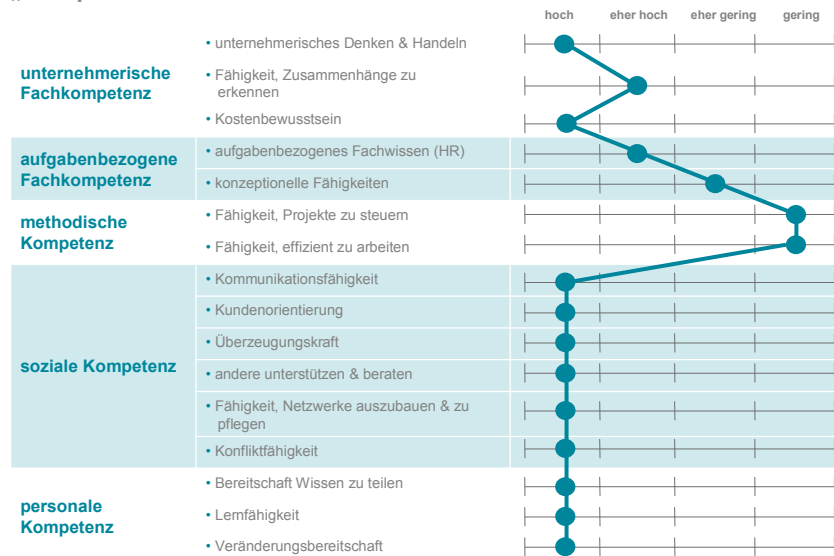 hoch eher hoch eher gering gering
unternehmerische
Fachkompetenz
• unternehmerisches Denken & Handeln
• Fähigkeit, Zusammenhänge zu
erkennen
• Kostenbewusstsein
aufgabenbezogene
Fachkompetenz
• aufgabenbezogenes Fachwissen (HR)
• konzeptionelle Fähigkeiten
methodische
Kompetenz
• Fähigkeit, Projekte zu steuern
• Fähigkeit, effizient zu arbeiten
soziale Kompetenz
• Kommunikationsfähigkeit
• Kundenorientierung
• Überzeugungskraft
• andere unterstützen & beraten
• Fähigkeit, Netzwerke auszubauen & zu
pflegen
• Konfliktfähigkeit
personale
Kompetenz
• Bereitschaft Wissen zu teilen
• Lernfähigkeit
• Veränderungsbereitschaft